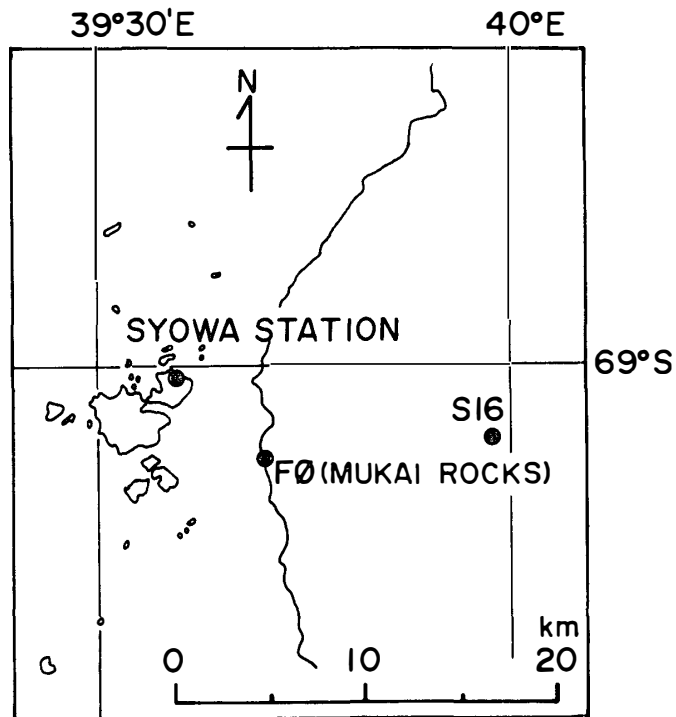 39°30'E 40°E
N
SYOWA STATION
69°S
S16
FØ(MUKAI ROCKS)
km
0 10 20